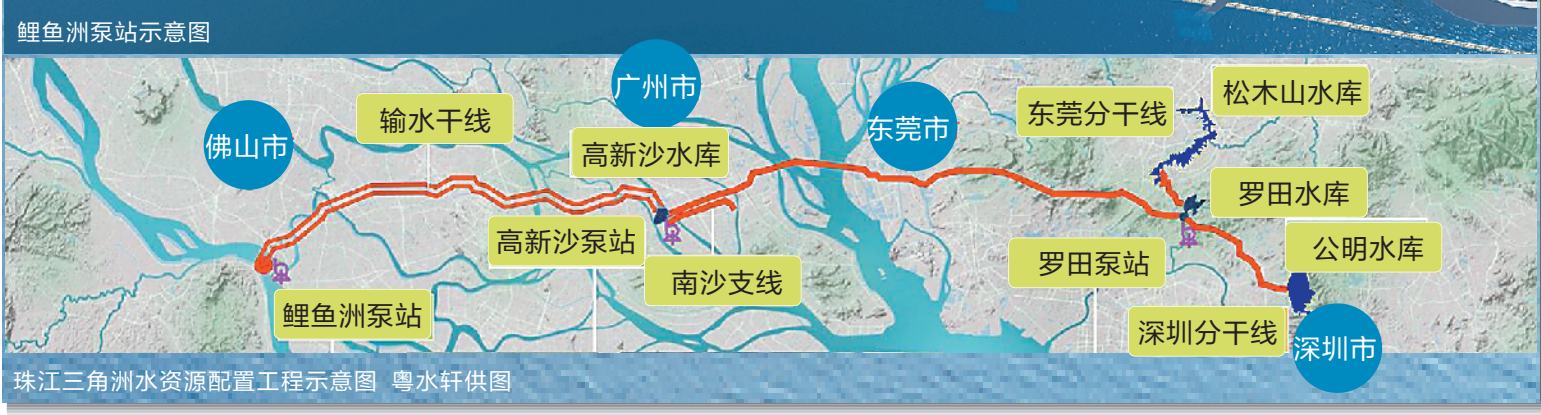 鲤鱼洲泵站示意图
广州市
松木山水库
东莞分干线
输水干线
东莞市
佛山市
高新沙水库
罗田水库
高新沙泵站
公明水库
罗田泵站
南沙支线
鲤鱼洲泵站
深圳分干线
深圳市
珠江三角洲水资源配置工程示意图 粤水轩供图